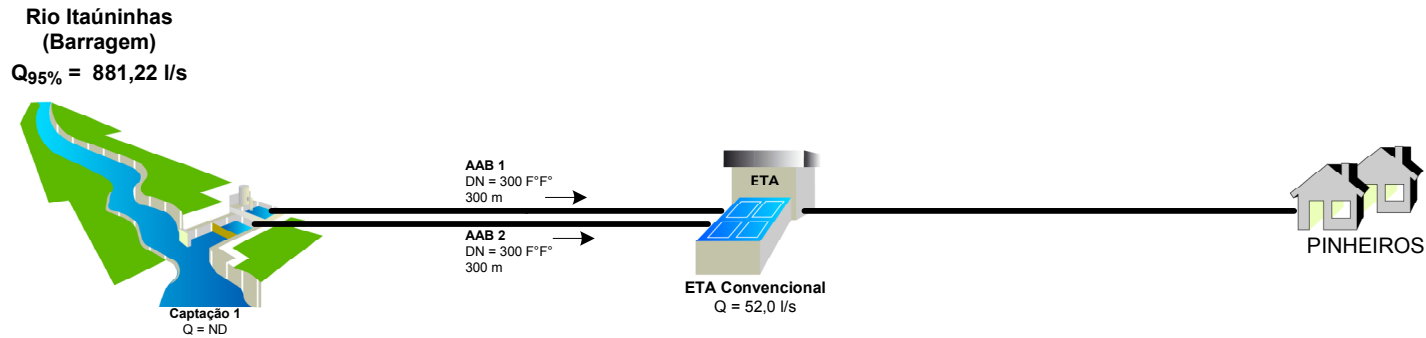 Rio Itaúninhas
(Barragem)
Q95% = 881,22 l/s
AAB 1
DN = 300 F°F°
300 m
ETA
AAB 2
DN = 300 F°F°
300 m
PINHEIROS
ETA Convencional
Q = 52,0 l/s
Captação 1
Q = ND